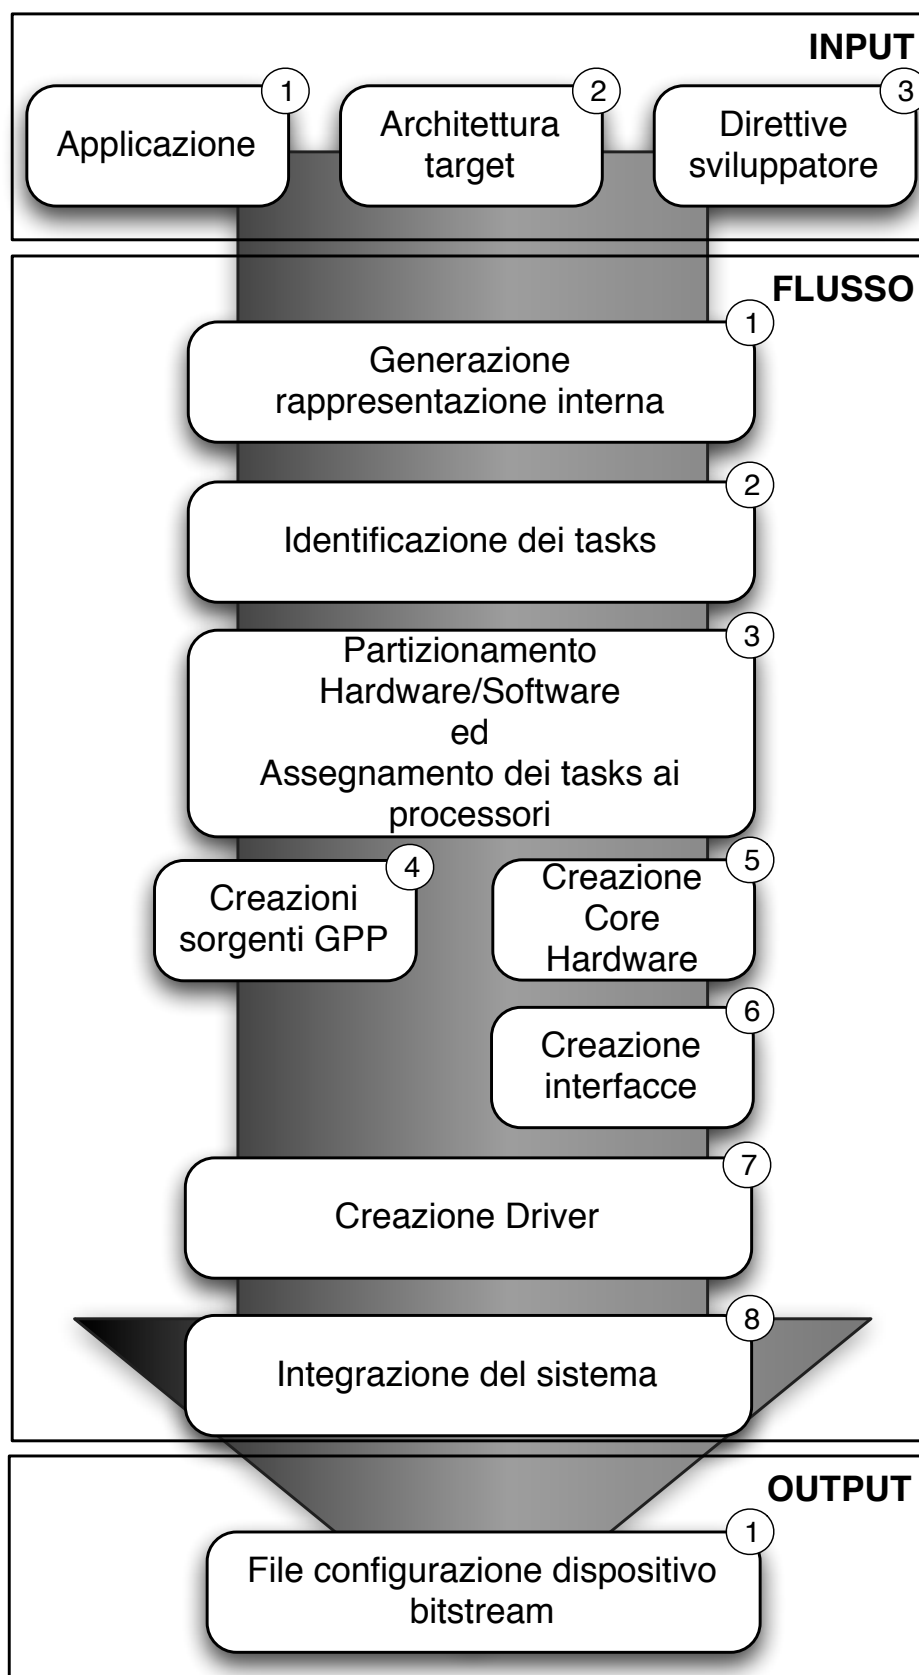 INPUT
1
Applicazione
2
Architettura
target
3
Direttive
sviluppatore
FLUSSO
1
Generazione
rappresentazione interna
2
Identificazione dei tasks
3
Partizionamento
Hardware/Software
ed
Assegnamento dei tasks ai
processori
4
Creazioni
sorgenti GPP
5
Creazione
Core
Hardware
6
Creazione
interfacce
7
Creazione Driver
8
Integrazione del sistema
OUTPUT
1
File configurazione dispositivo
bitstream